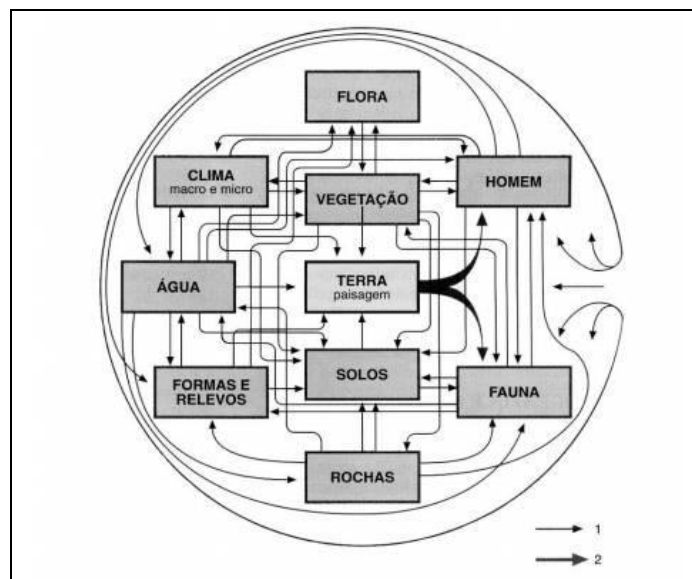 FLORA
CLIMA
macro e micro
VEGETAÇÃO
HOMEM
ÁGUA
TERRA
paisagem
FORMAS E
RELEVOS
SOLOS
FAUNA
ROCHAS
1
2